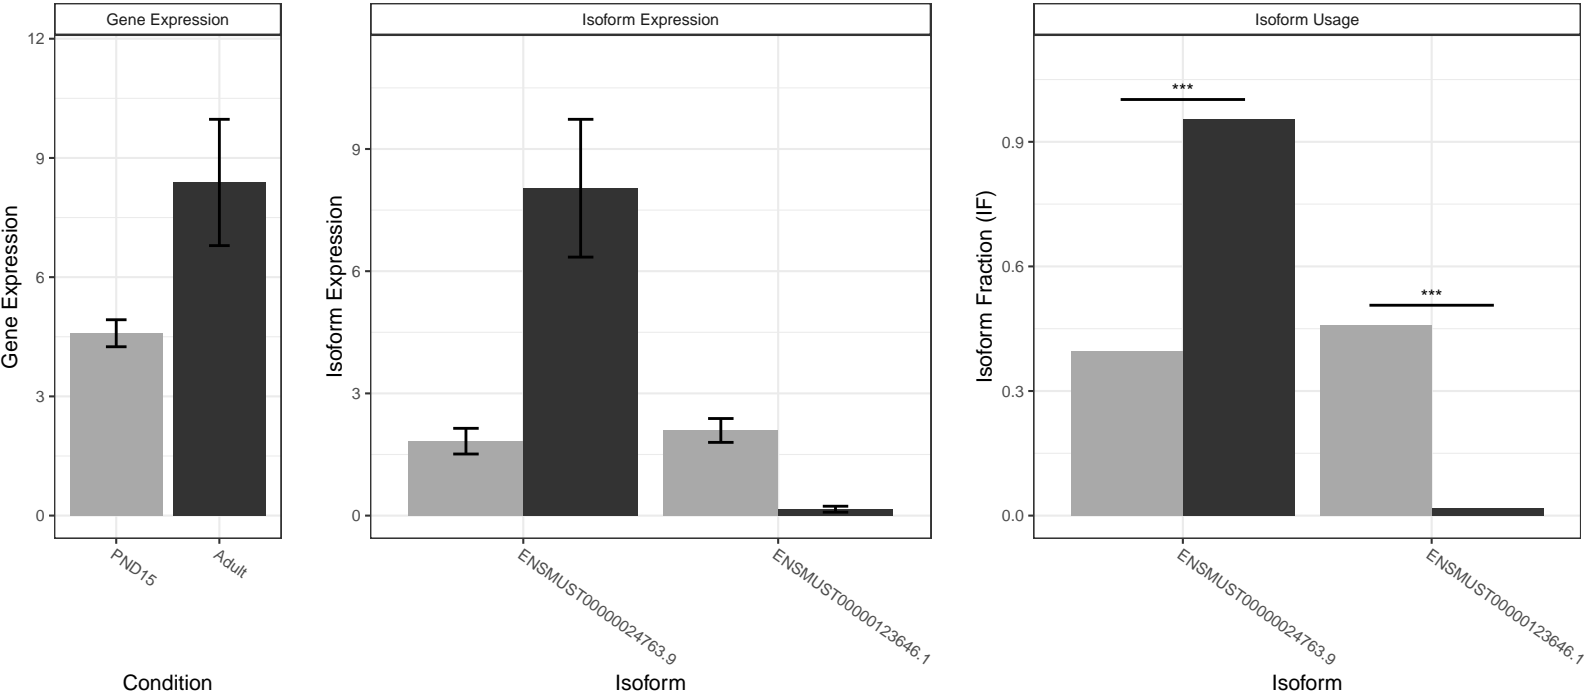 Gene Expression
Isoform Expression
Isoform Usage
Gene Expression
12
9
6
3
0
PND15
Adult
Condition
Isoform Expression
9
6
3
0
ENSMUST00000024763.9
ENSMUST00000123646.1
Isoform
Isoform Fraction (IF)
0.9
0.6
0.3
0.0
***
***
ENSMUST00000024763.9
ENSMUST00000123646.1
Isoform